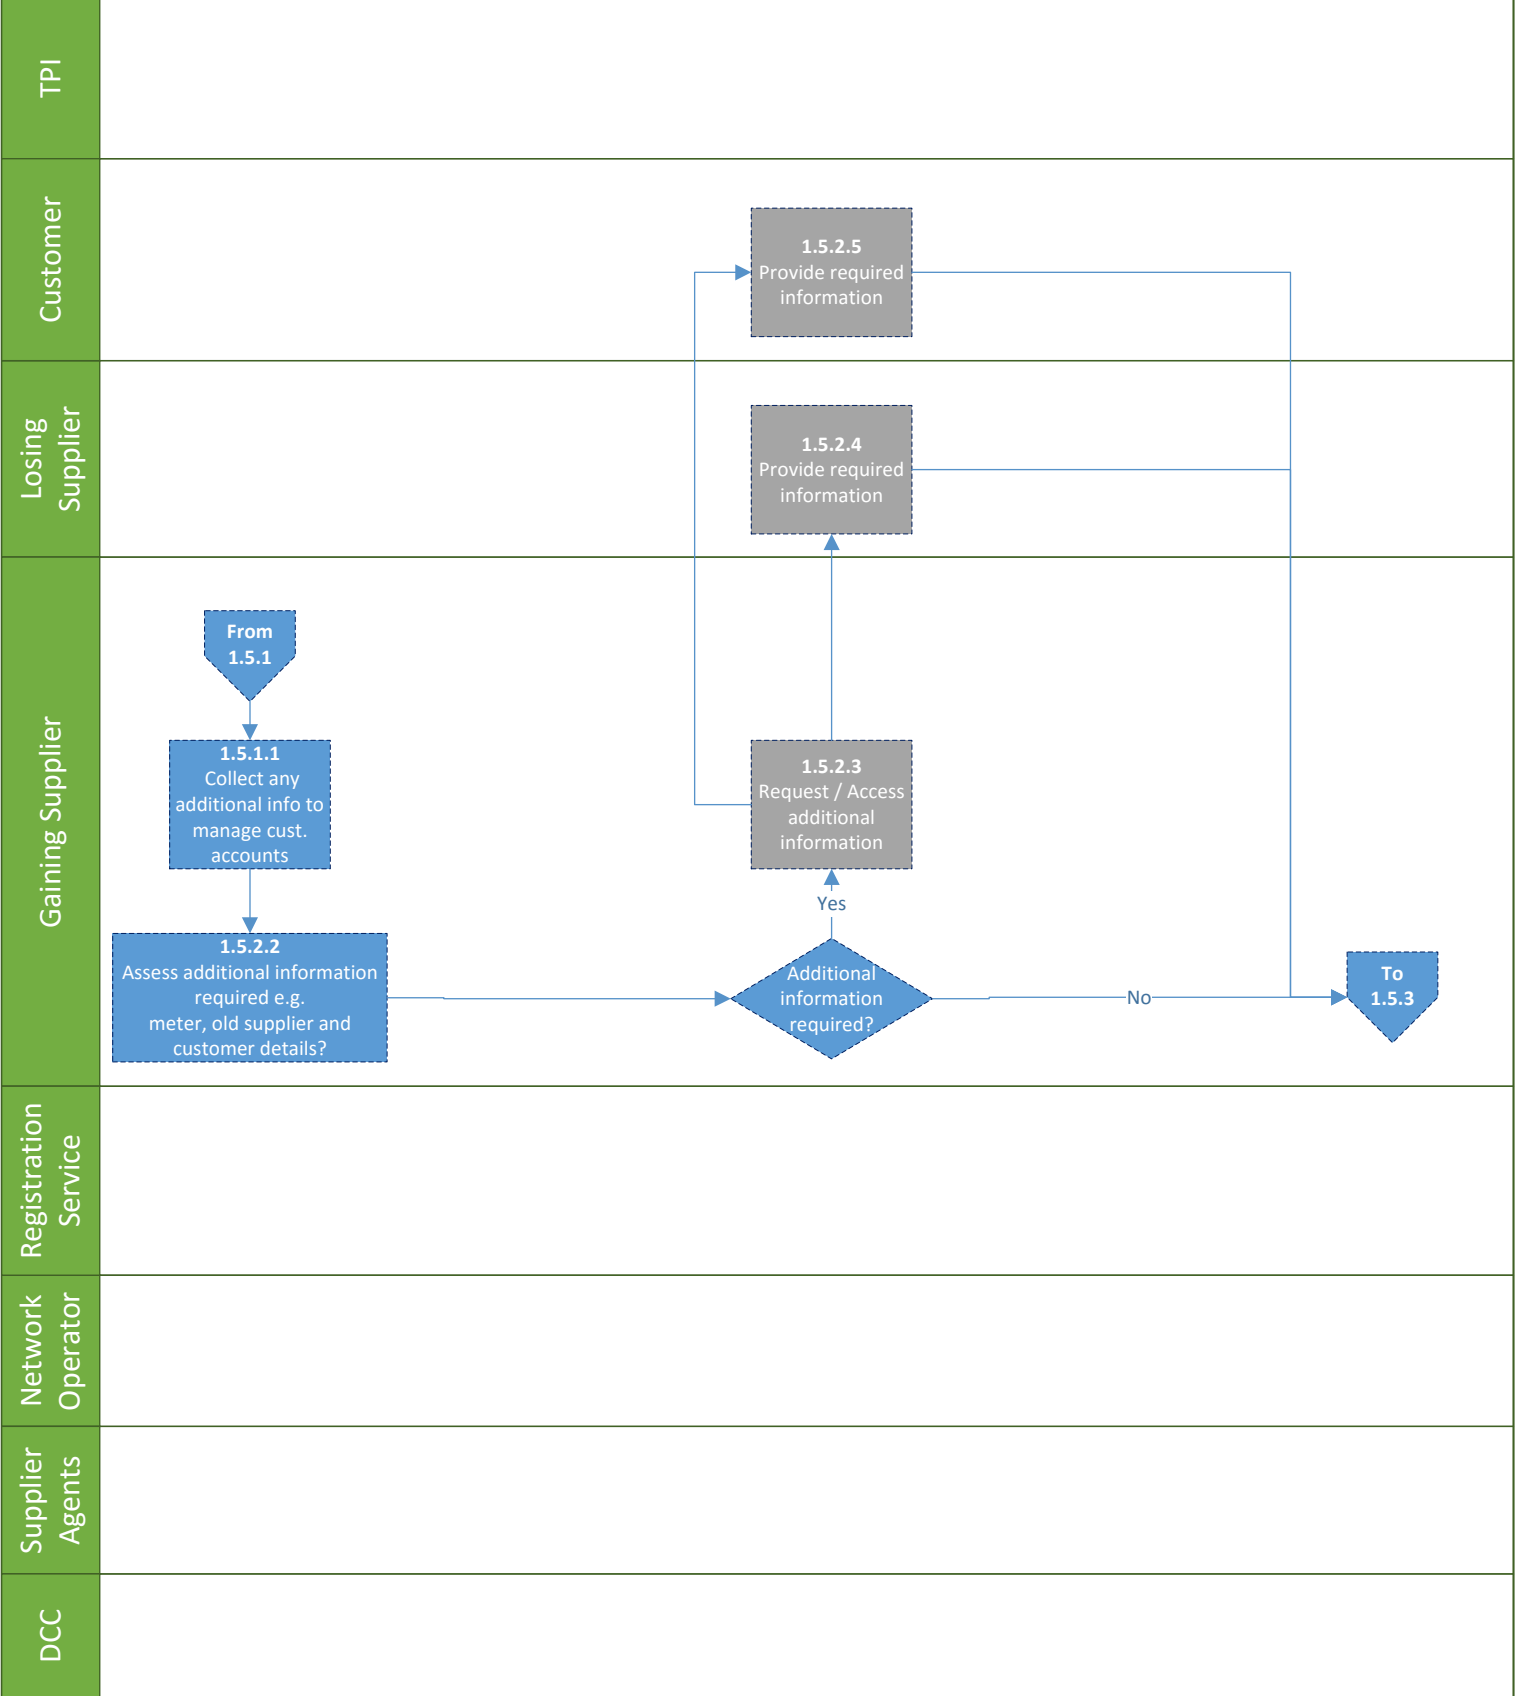 TPI
Customer
1.5.2.5
Provide required
information
Losing
Supplier
1.5.2.4
Provide required
information
Gaining Supplier
From
1.5.1
1.5.1.1
Collect any
additional info to
manage cust.
accounts
1.5.2.2
Assess additional information
required e.g.
meter, old supplier and
customer details?
1.5.2.3
Request / Access
additional
information
Yes
Additional
information
required?
No
To
1.5.3
Registration
Service
Network
Operator
Supplier
Agents
DCC